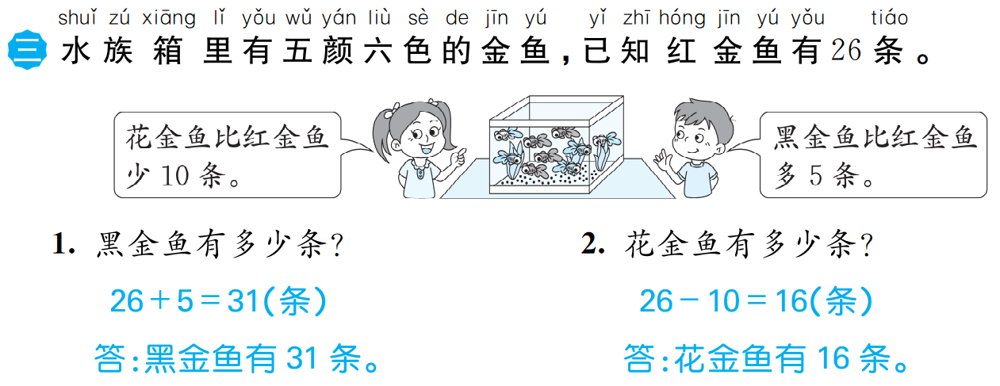 shuǐ zú xiāng lǐ yǒu wǔ yán liù sè de jīn yú yǐ zhī hóng jīn yú yǒu tiáo
三 水族箱里有五颜六色的金鱼，已知红金鱼有26条。
花金鱼比红金鱼
少10条。
黑金鱼比红金鱼
多5条。
1. 黑金鱼有多少条？
26＋5＝31（条）
答：黑金鱼有31条。
2. 花金鱼有多少条？
26－10＝16（条）
答：花金鱼有16条。